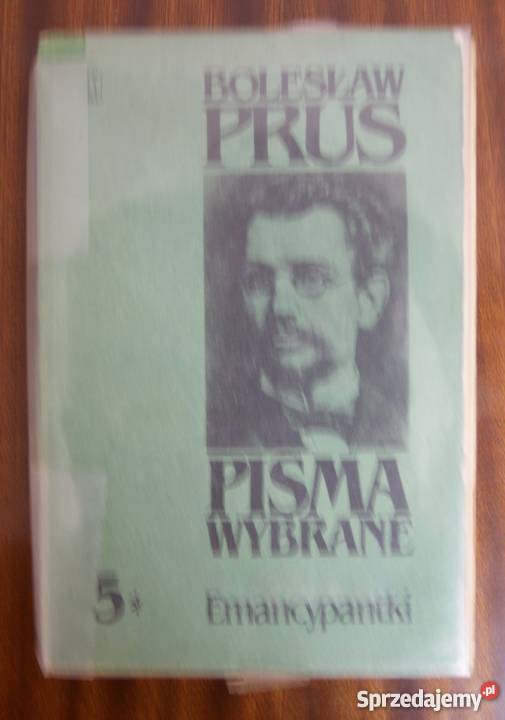 BOLESŁAW
PRUS
PISMA
WYBRANE
5*
Emancypantki
Sprzedajemy.pl